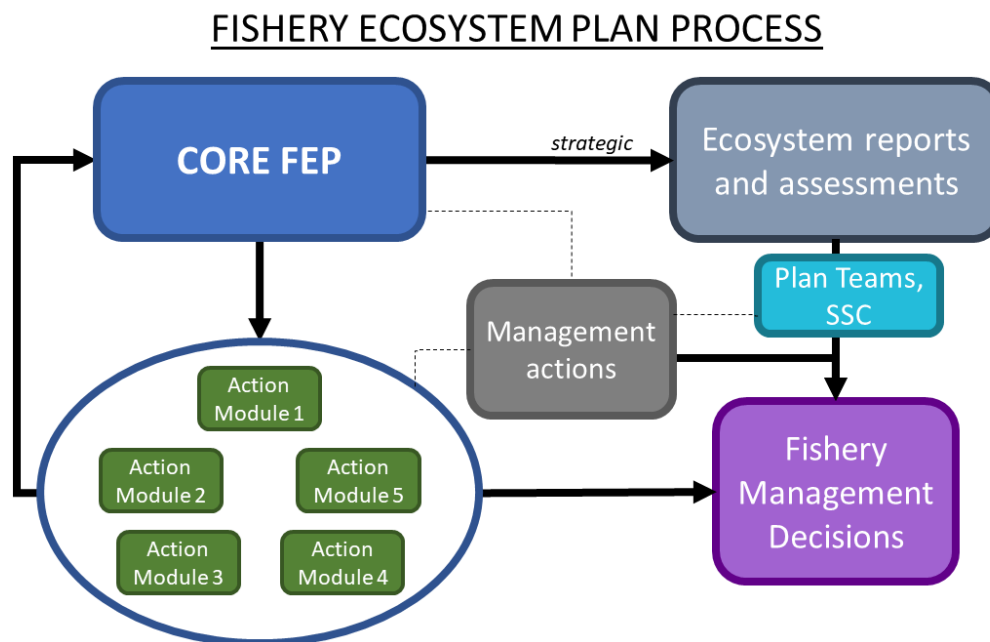 FISHERY ECOSYSTEM PLAN PROCESS
CORE FEP
strategic
Ecosystem reports
and assessments
Plan Teams,
SSC
Management
actions
Action
Module 1
Action
Module 2
Action
Module 5
Action
Module 3
Action
Module 4
Fishery
Management
Decisions